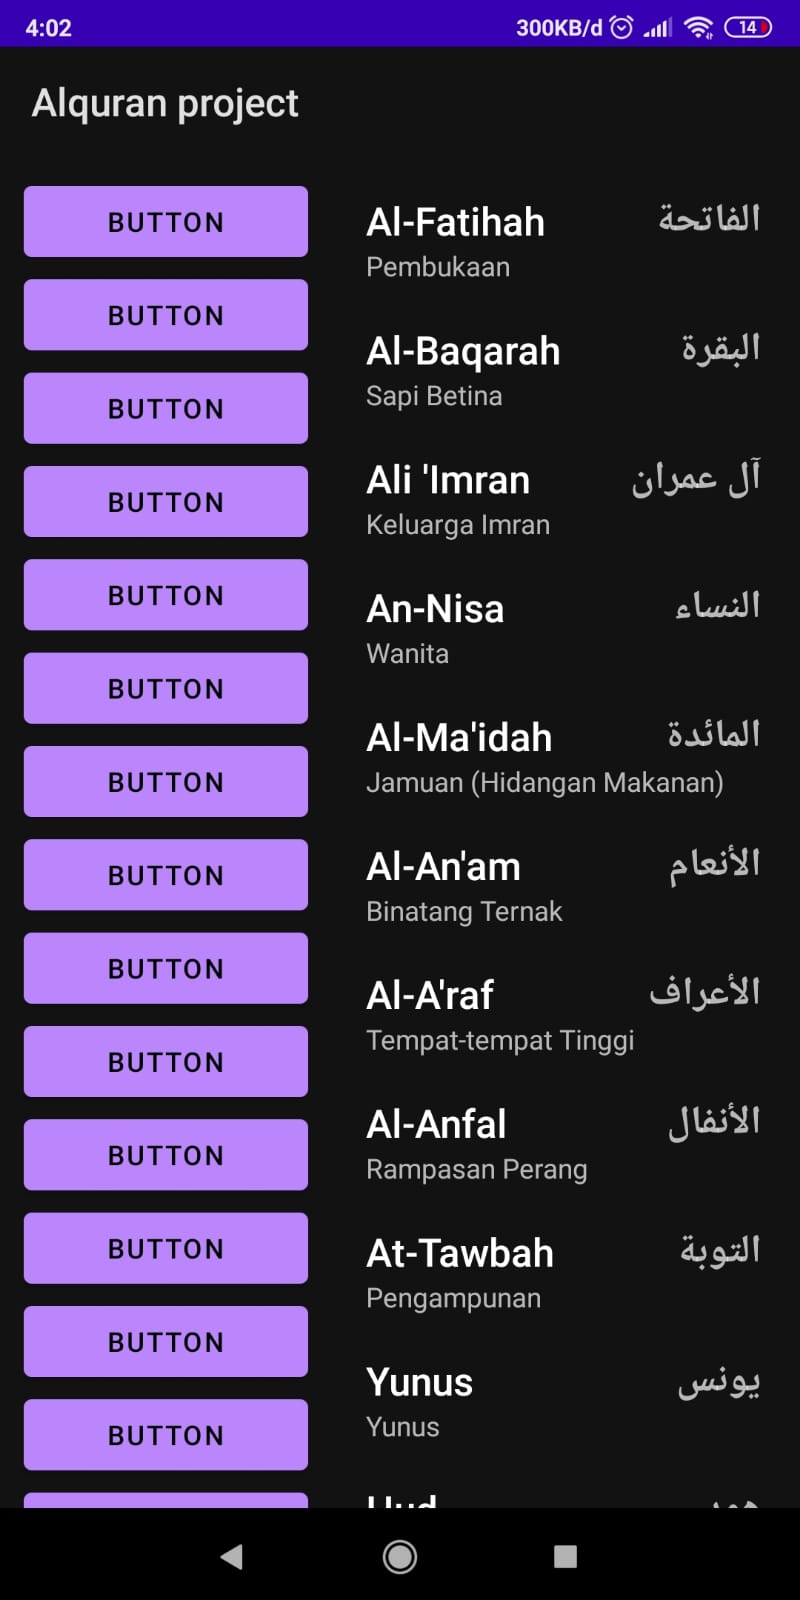 4:02 300KB/d 14
Alquran project
BUTTON
BUTTON
BUTTON
BUTTON
BUTTON
BUTTON
BUTTON
BUTTON
BUTTON
BUTTON
BUTTON
BUTTON
BUTTON
BUTTON
Al-Fatihah الفاتحة
Pembukaan
Al-Baqarah البقرة
Sapi Betina
Ali 'Imran آل عمران
Keluarga Imran
An-Nisa النساء
Wanita
Al-Ma'idah المائدة
Jamuan (Hidangan Makanan)
Al-An'am الأنعام
Binatang Ternak
Al-A'raf الأعراف
Tempat-tempat Tinggi
Al-Anfal الأنفال
Rampasan Perang
At-Tawbah التوبة
Pengampunan
Yunus يونس
Yunus
Hud هود